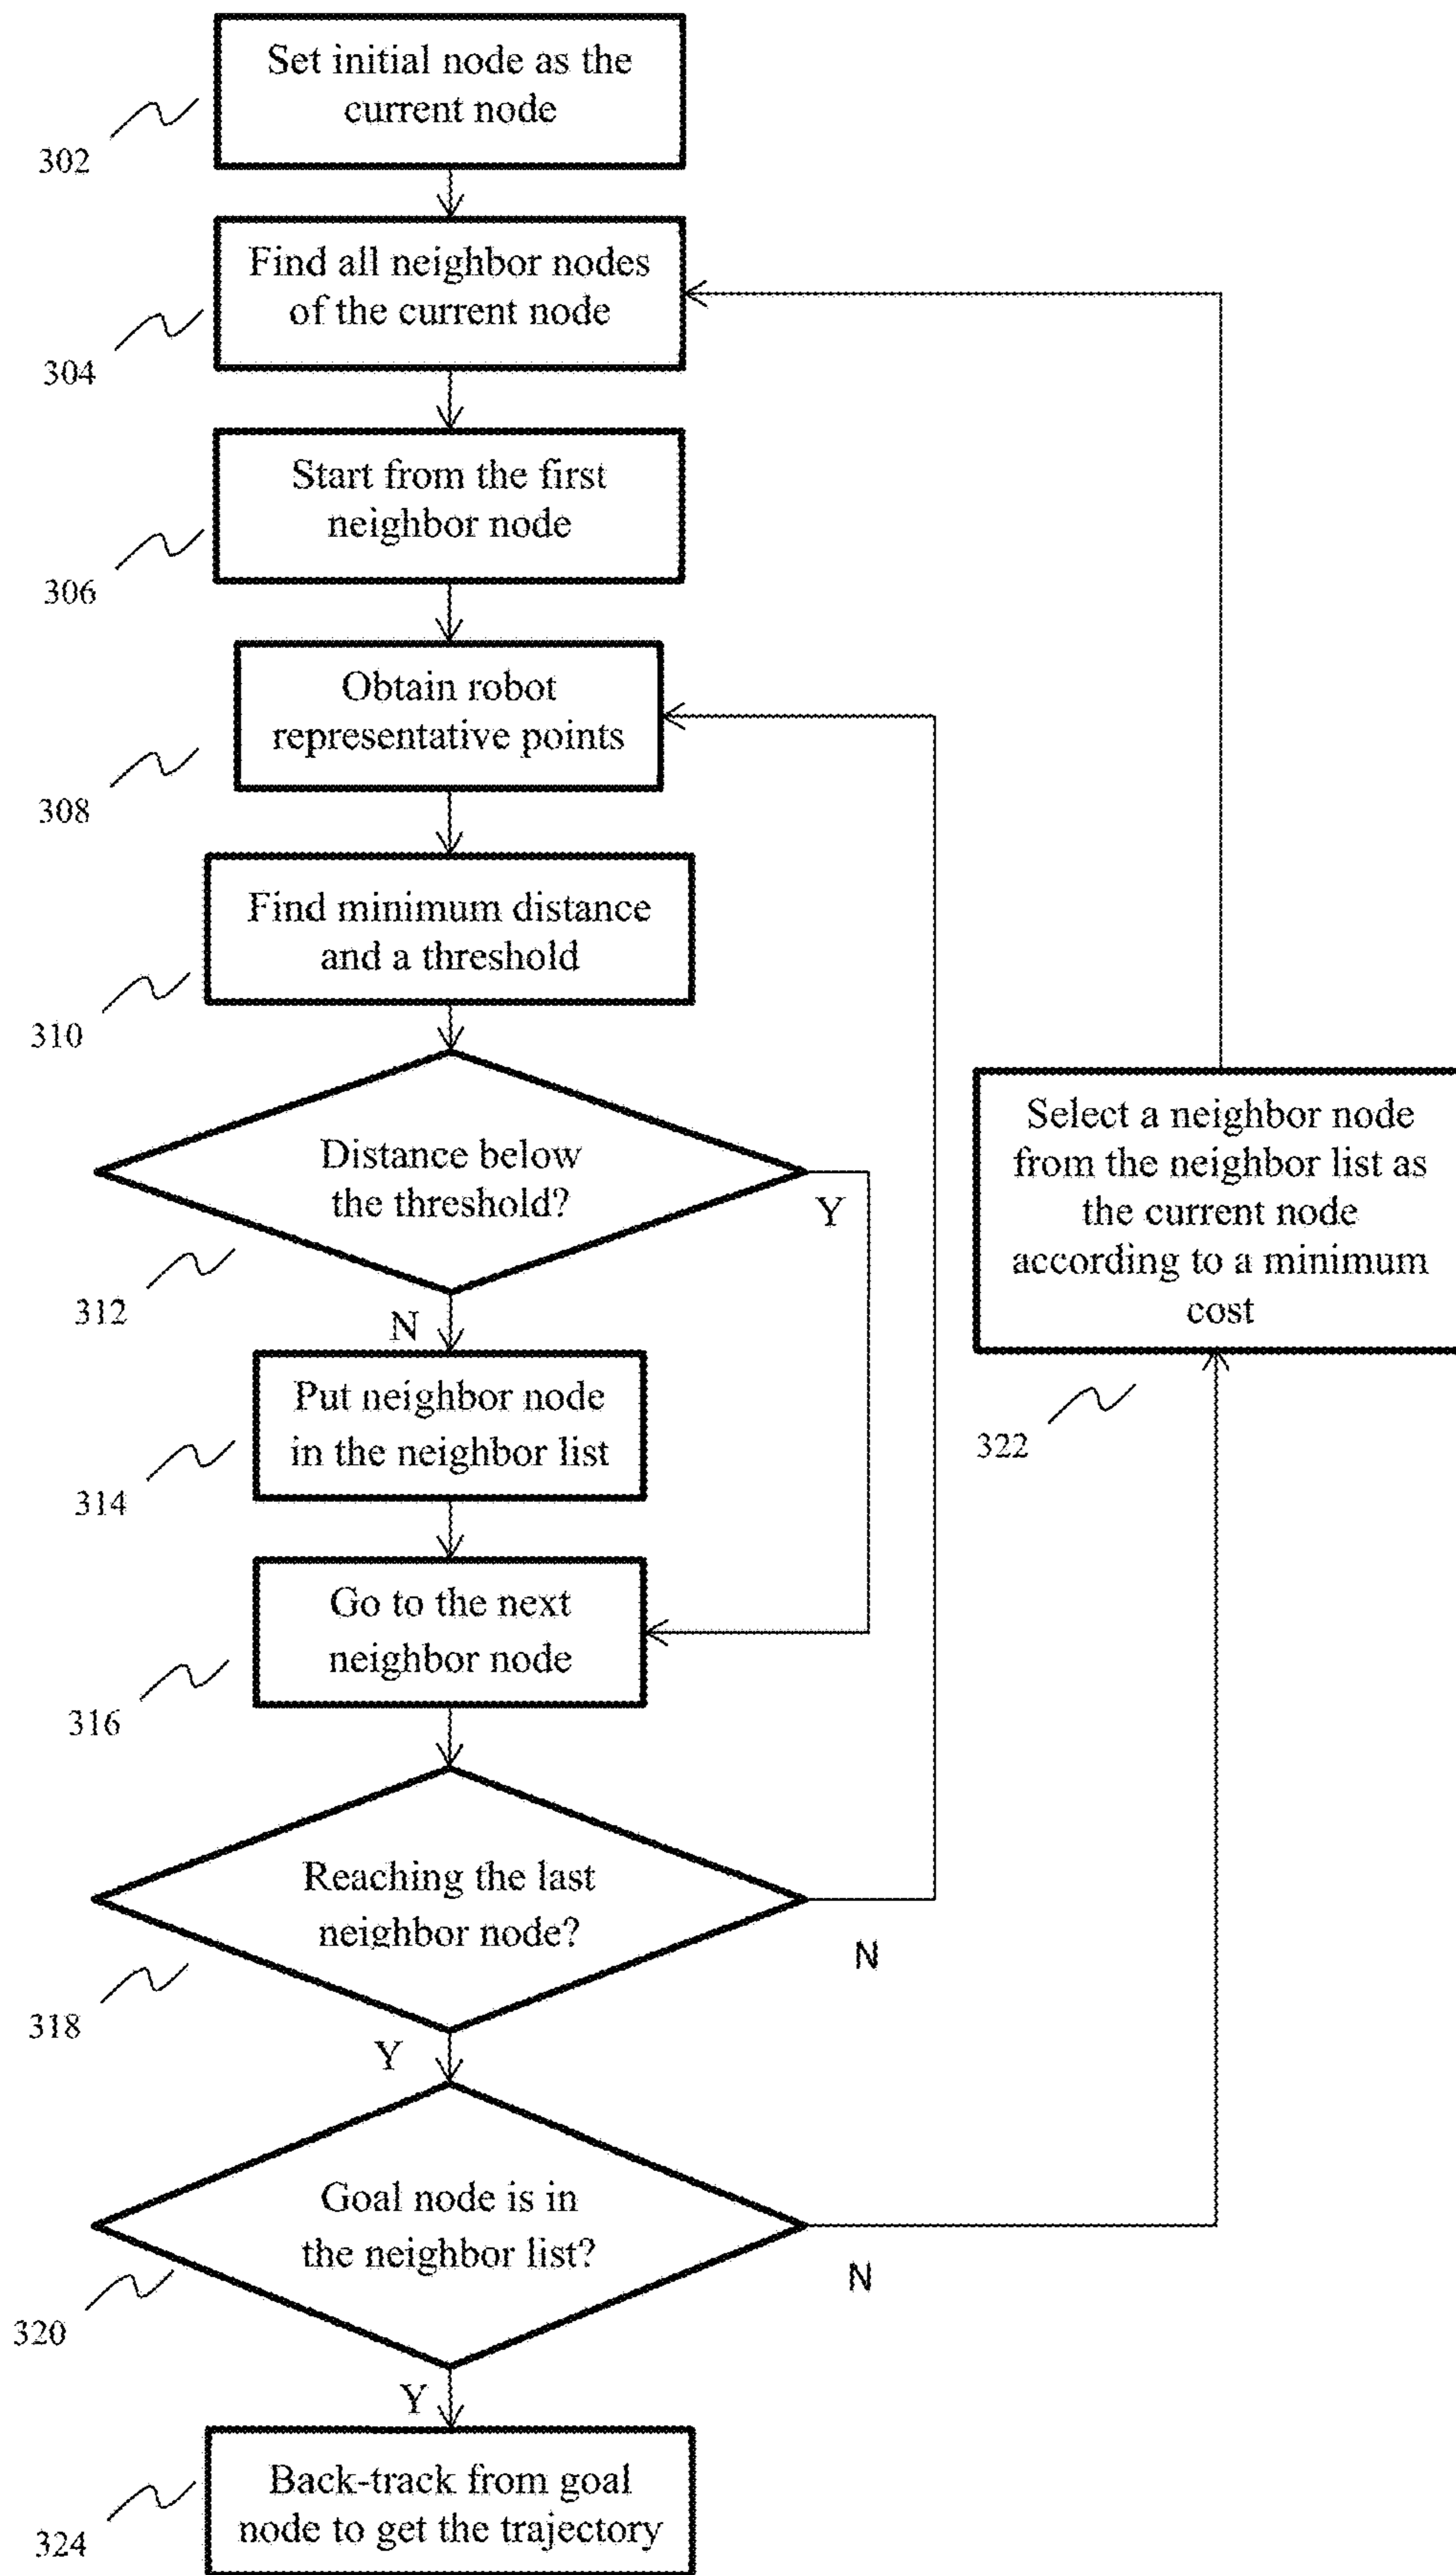 Set initial node as the
current node
302
Find all neighbor nodes
of the current node
304
Start from the first
neighbor node
306
Obtain robot
representative points
308
Find minimum distance
and a threshold
310
Distance below
the threshold?
Y
312
N
Put neighbor node
in the neighbor list
314
Go to the next
neighbor node
316
Reaching the last
neighbor node?
N
318
Y
Goal node is in
the neighbor list?
N
320
Y
Back-track from goal
node to get the trajectory
324
Select a neighbor node
from the neighbor list as
the current node
according to a minimum
cost
322